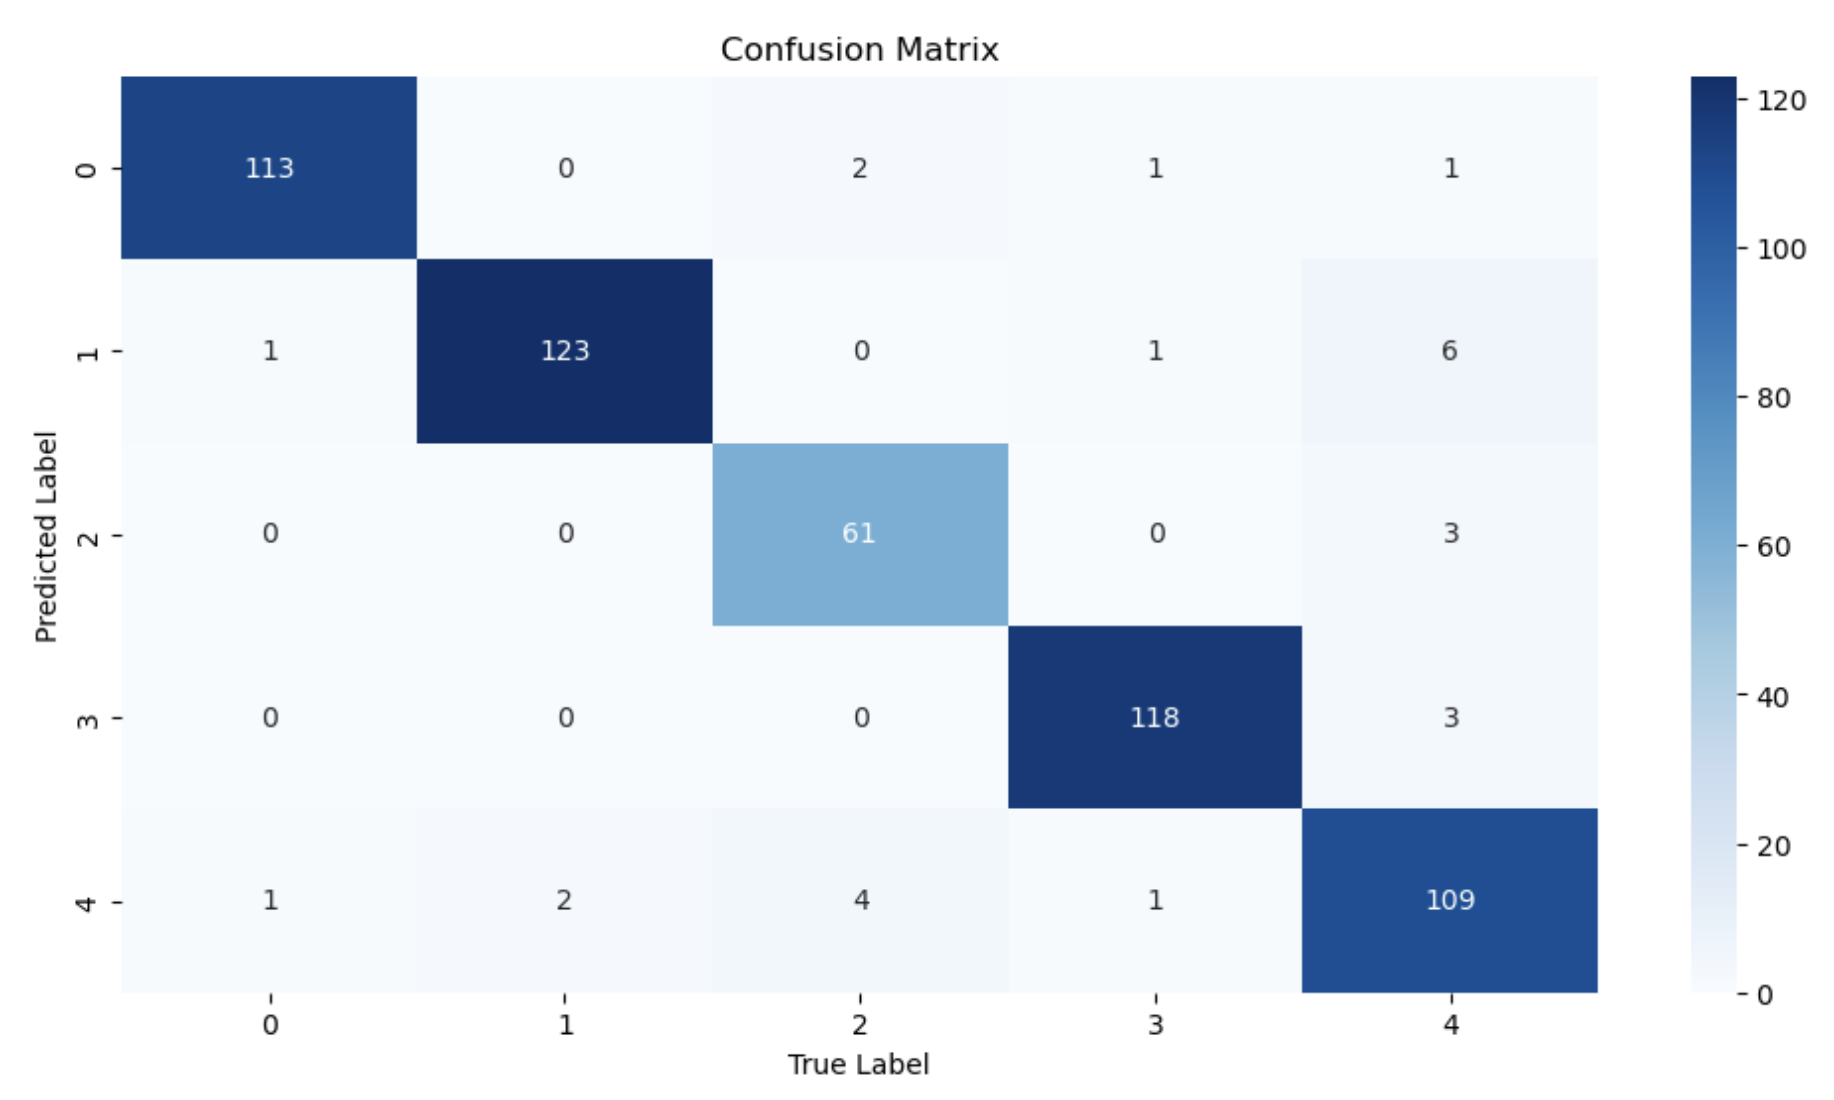 Confusion Matrix
0 113 0 2 1 1
1 1 123 0 1 6
2 0 0 61 0 3
3 0 0 0 118 3
4 1 2 4 1 109
0 1 2 3 4
True Label
Predicted Label
120
100
80
60
40
20
0